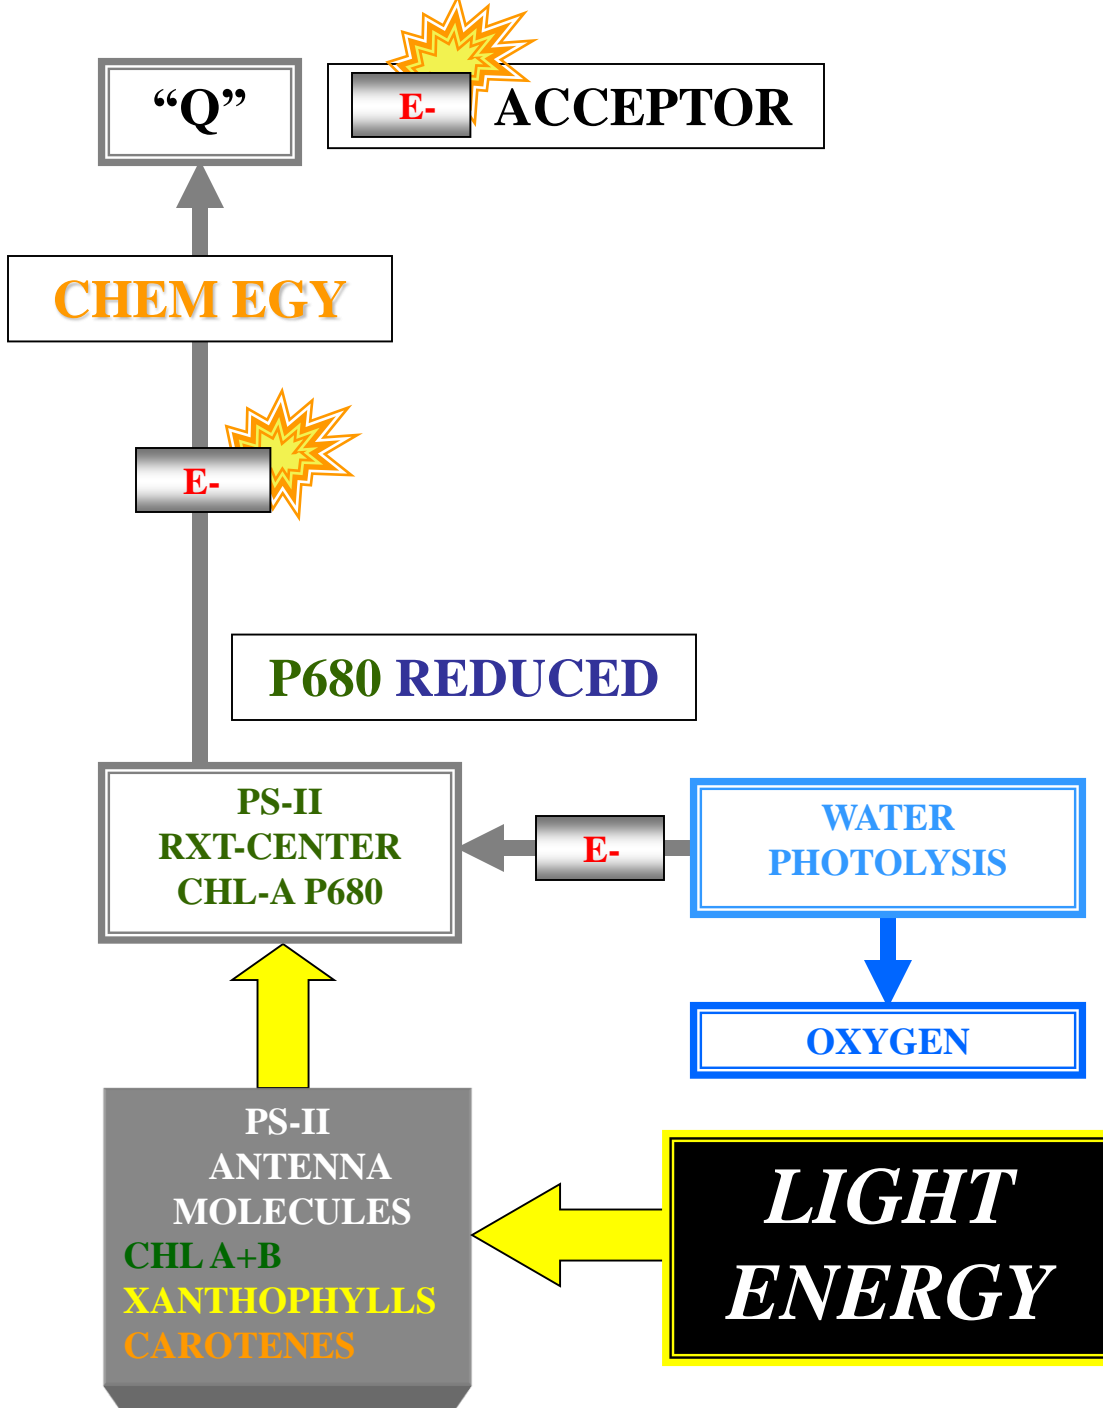 “Q”
E- ACCEPTOR
CHEM EGY
E-
P680 REDUCED
PS-II
RXT-CENTER
CHL-A P680
E-
WATER
PHOTOLYSIS
OXYGEN
PS-II
ANTENNA
MOLECULES
CHL A+B
XANTHOPHYLLS
CAROTENES
LIGHT
ENERGY